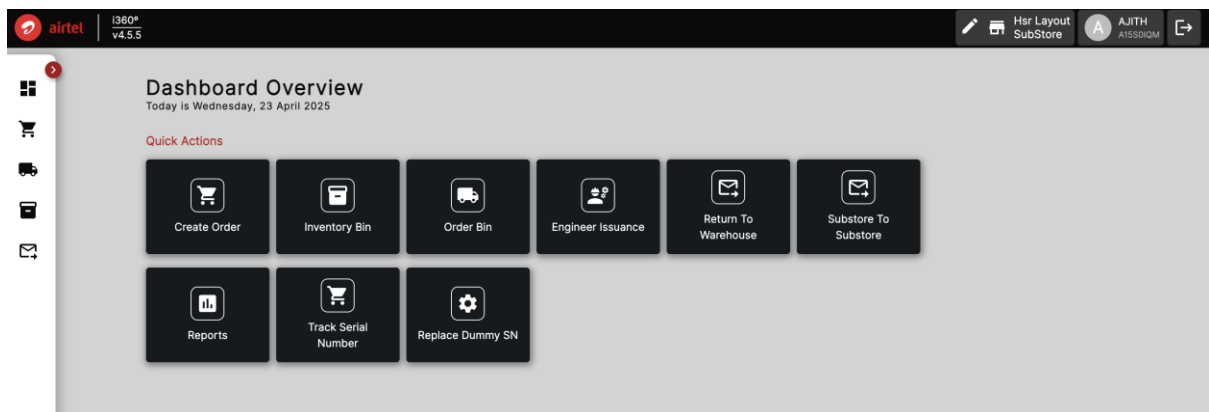 airtel
i360°
v4.5.5
Hsr Layout
SubStore
A
AJITH
A15SOIQM
Dashboard Overview
Today is Wednesday, 23 April 2025
Quick Actions
Create Order
Inventory Bin
Order Bin
Engineer Issuance
Return To
Warehouse
Substore To
Substore
Reports
Track Serial
Number
Replace Dummy SN